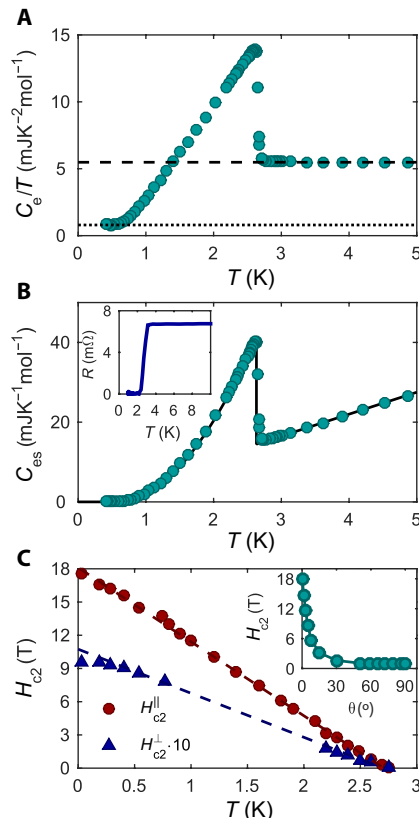 A
15
10
5
0
C_e/T (mJK⁻²mol⁻¹)
0 1 2 3 4 5
T (K)
B
40
20
0
C_es (mJK⁻¹mol⁻¹)
8
4
0
R (mΩ)
0 2 4 6 8
T (K)
0 1 2 3 4 5
T (K)
C
18
15
12
9
6
3
0
H_c2 (T)
18
12
6
0
H_c2 (T)
0 30 60 90
θ (°)
H_c2^||
H_c2^⊥·10
0 0.5 1 1.5 2 2.5 3
T (K)